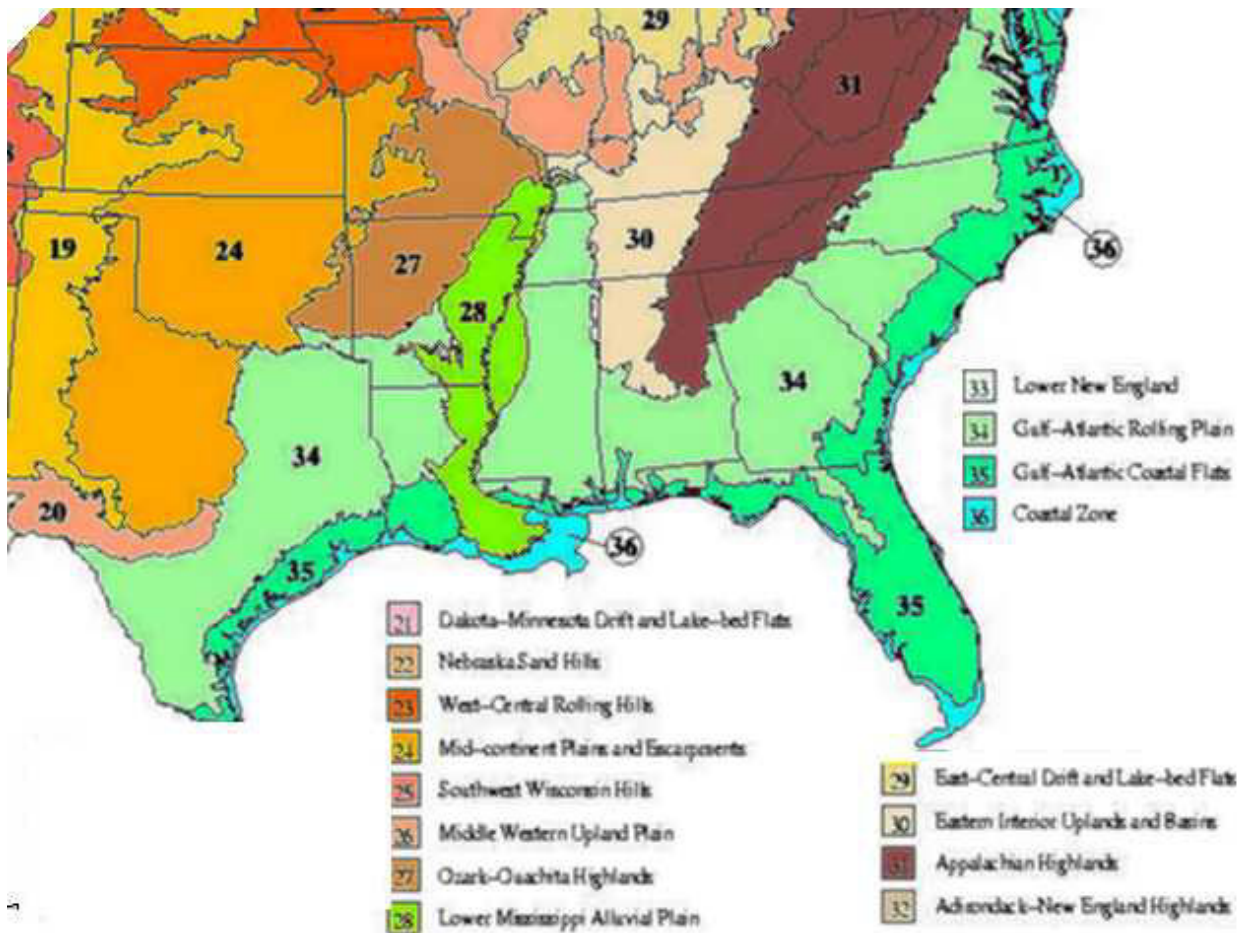 29
31
19
24
30
36
27
28
34
33 Lower New England
34 Gulf-Atlantic Rolling Plain
35 Gulf-Atlantic Coastal Flats
36 Coastal Zone
34
20
36
35
35
21 Dakota-Minnesota Drift and Lake-bed Flats
22 Nebraska Sand Hills
23 West-Central Rolling Hills
24 Mid-continent Plains and Escarpments
25 Southwest Wisconsin Hills
26 Middle Western Upland Plain
27 Ozark-Ouachita Highlands
28 Lower Mississippi Alluvial Plain
29 East-Central Drift and Lake-bed Flats
30 Eastern Interior Uplands and Basins
31 Appalachian Highlands
32 Adirondack-New England Highlands